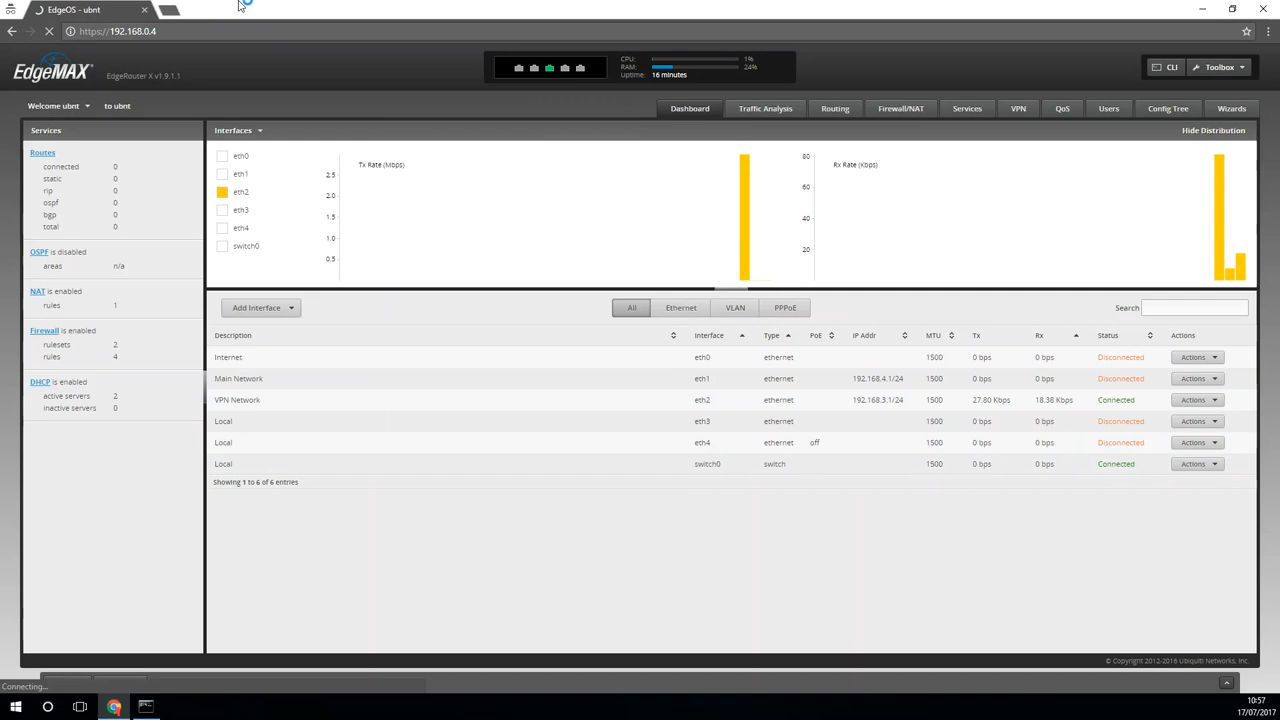 EdgeOS - ubnt
https://192.168.0.4
EdgeMAX EdgeRouter X v1.9.1.1
CPU: 1%
RAM: 24%
Uptime: 16 minutes
CLI Toolbox
Welcome ubnt to ubnt
Dashboard Traffic Analysis Routing Firewall/NAT Services VPN QoS Users Config Tree Wizards
Services
Routes
connected 0
static 0
rip 0
ospf 0
bgp 0
total 0
OSPF is disabled
areas n/a
NAT is enabled
rules 1
Firewall is enabled
rulesets 2
rules 4
DHCP is enabled
active servers 2
inactive servers 0
Interfaces Hide Distribution
eth0
eth1
eth2
eth3
eth4
switch0
Tx Rate (Mbps)
2.5
2.0
1.5
1.0
0.5
Rx Rate (Kbps)
80
60
40
20
Add Interface All Ethernet VLAN PPPoE Search
Description Interface Type PoE IP Addr MTU Tx Rx Status Actions
Internet eth0 ethernet 1500 0 bps 0 bps Disconnected Actions
Main Network eth1 ethernet 192.168.4.1/24 1500 0 bps 0 bps Disconnected Actions
VPN Network eth2 ethernet 192.168.3.1/24 1500 27.80 Kbps 18.38 Kbps Connected Actions
Local eth3 ethernet 1500 0 bps 0 bps Disconnected Actions
Local eth4 ethernet off 1500 0 bps 0 bps Disconnected Actions
Local switch0 switch 1500 0 bps 0 bps Connected Actions
Showing 1 to 6 of 6 entries
© Copyright 2012-2016 Ubiquiti Networks, Inc.
Connecting...
10:57
17/07/2017